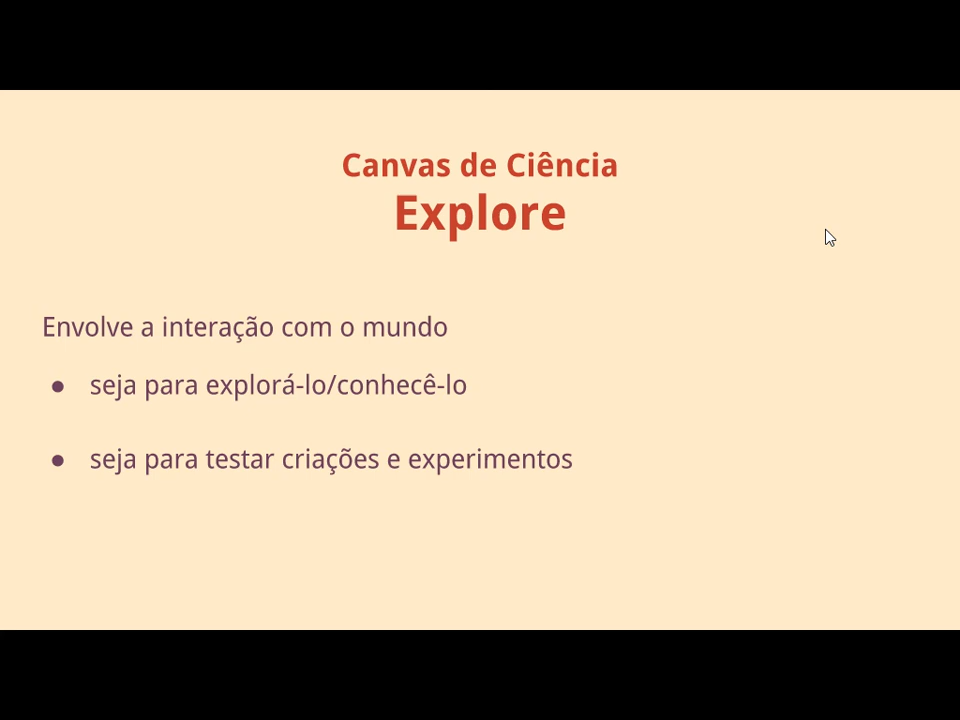 Canvas de Ciência
Explore
Envolve a interação com o mundo
● seja para explorá-lo/conhecê-lo
● seja para testar criações e experimentos